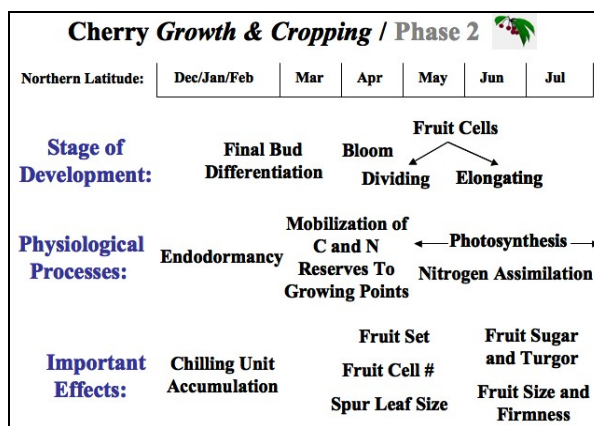 Cherry Growth & Cropping / Phase 2
Northern Latitude: Dec/Jan/Feb Mar Apr May Jun Jul
Stage of Development:
Final Bud Differentiation
Bloom
Fruit Cells
Dividing
Elongating
Physiological Processes:
Endodormancy
Mobilization of
C and N
Reserves To
Growing Points
Photosynthesis
Nitrogen Assimilation
Important Effects:
Chilling Unit
Accumulation
Fruit Set
Fruit Cell #
Spur Leaf Size
Fruit Sugar
and Turgor
Fruit Size and
Firmness